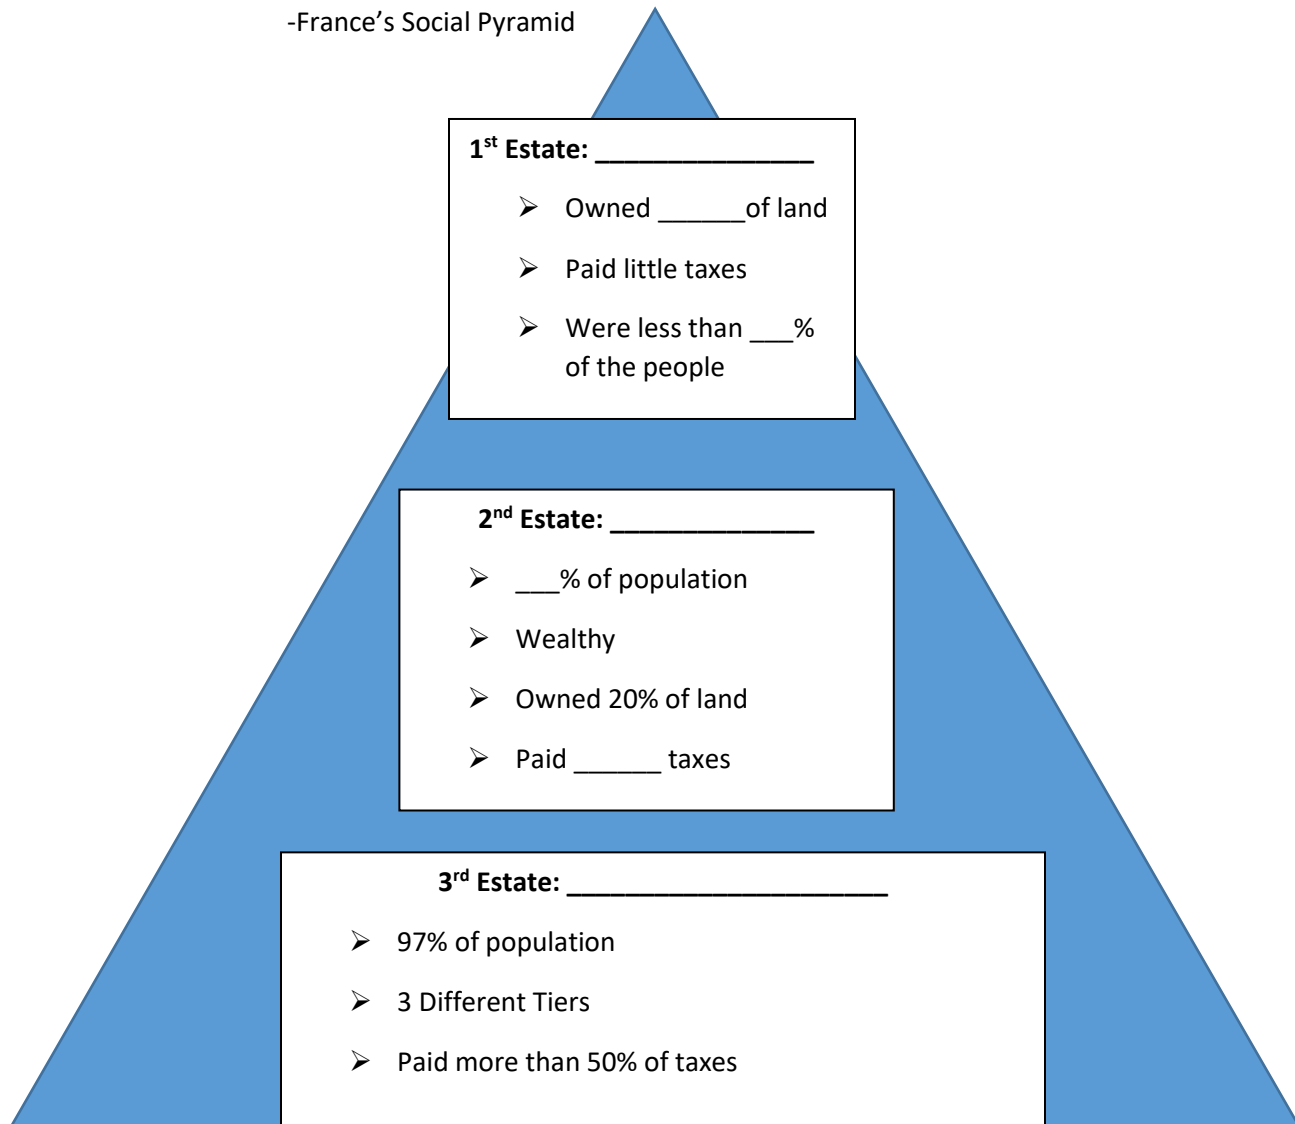 -France’s Social Pyramid
1st Estate: _______________
➢ Owned ______of land
➢ Paid little taxes
➢ Were less than ___%
of the people
2nd Estate: ______________
➢ ___% of population
➢ Wealthy
➢ Owned 20% of land
➢ Paid ______ taxes
3rd Estate: ______________________
➢ 97% of population
➢ 3 Different Tiers
➢ Paid more than 50% of taxes